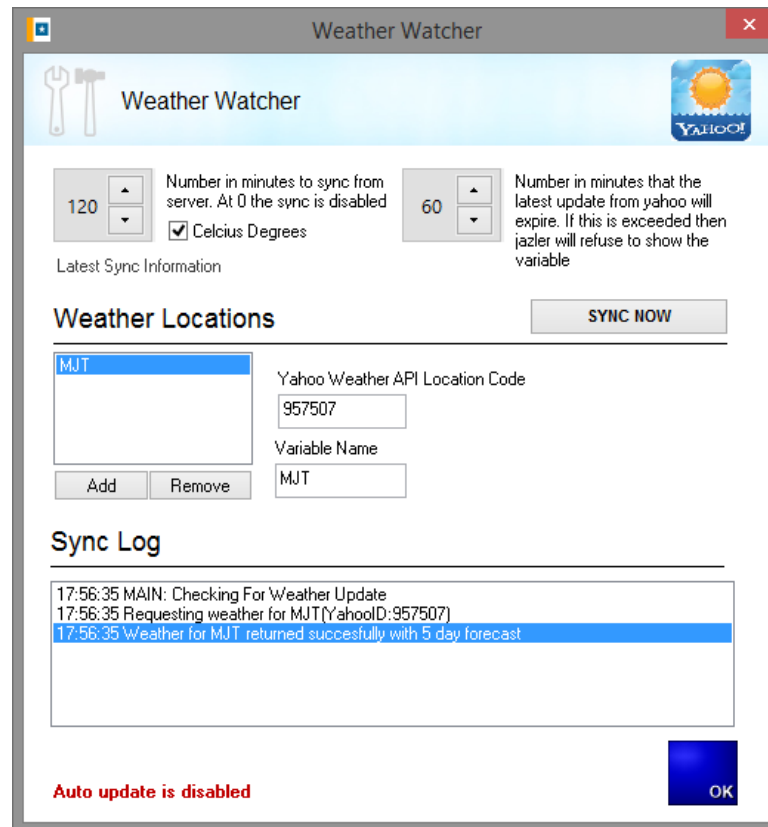 Weather Watcher
Weather Watcher
YAHOO!
120
Number in minutes to sync from
server. At 0 the sync is disabled
Celcius Degrees
60
Number in minutes that the
latest update from yahoo will
expire. If this is exceeded then
jazler will refuse to show the
variable
Latest Sync Information
Weather Locations
SYNC NOW
MJT
Yahoo Weather API Location Code
957507
Variable Name
MJT
Add
Remove
Sync Log
17:56:35 MAIN: Checking For Weather Update
17:56:35 Requesting weather for MJT(YahooID:957507)
17:56:35 Weather for MJT returned succesfully with 5 day forecast
Auto update is disabled
OK